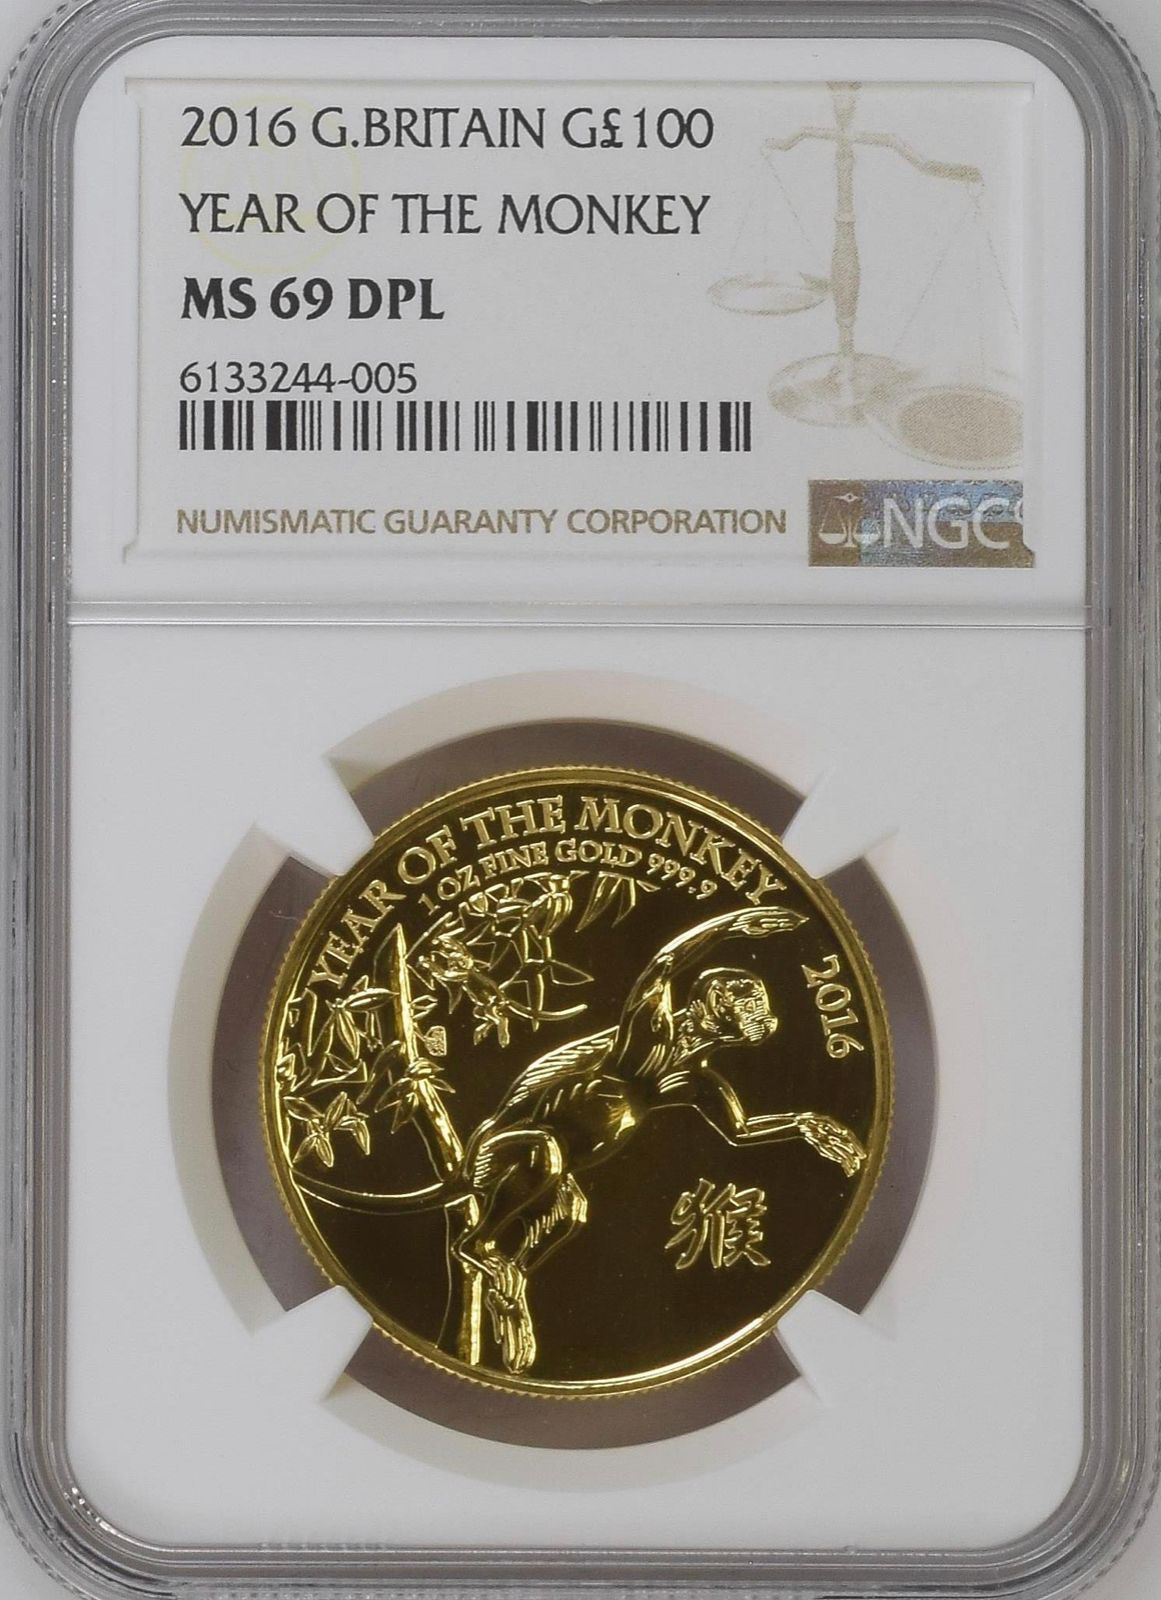 2016 G.BRITAIN G£100
YEAR OF THE MONKEY
MS 69 DPL
6133244-005
NUMISMATIC GUARANTY CORPORATION
NGC
YEAR OF THE MONKEY
1 OZ FINE GOLD 999.9
2016
猴